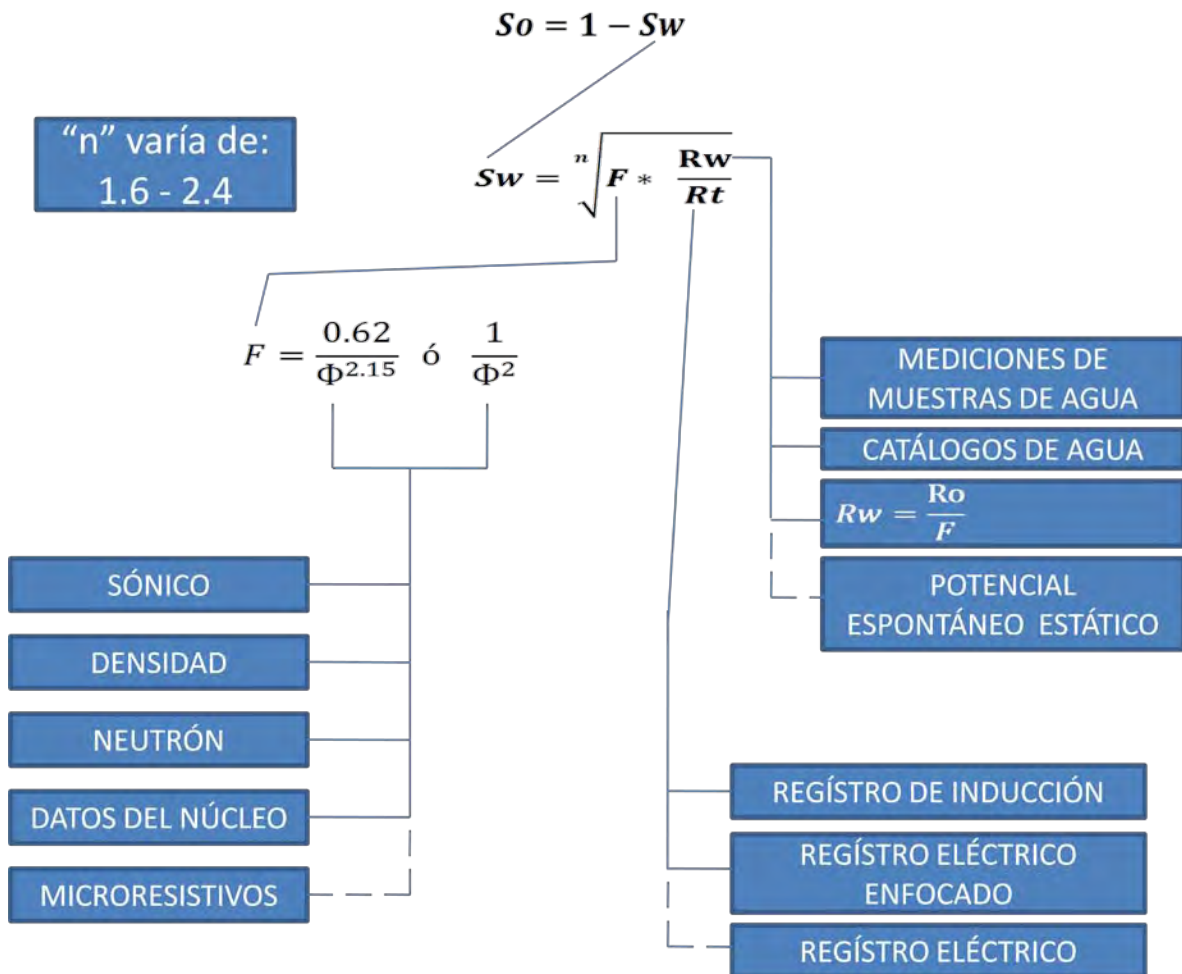 So = 1 − Sw
"n" varía de:
1.6 - 2.4
Sw = ⁿ√(F * Rw/Rt)
F = 0.62/Φ^2.15 ó 1/Φ^2
MEDICIONES DE
MUESTRAS DE AGUA
CATÁLOGOS DE AGUA
Rw = Ro/F
POTENCIAL
ESPONTÁNEO ESTÁTICO
SÓNICO
DENSIDAD
NEUTRÓN
DATOS DEL NÚCLEO
MICRORESISTIVOS
REGÍSTRO DE INDUCCIÓN
REGÍSTRO ELÉCTRICO
ENFOCADO
REGÍSTRO ELÉCTRICO